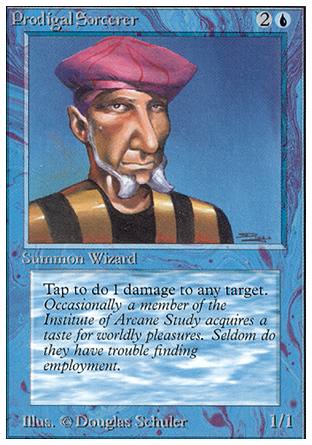 Prodigal Sorcerer 2
Summon Wizard
Tap to do 1 damage to any target.
Occasionally a member of the
Institute of Arcane Study acquires a
taste for worldly pleasures. Seldom do
they have trouble finding
employment.
Illus. © Douglas Schuler 1/1